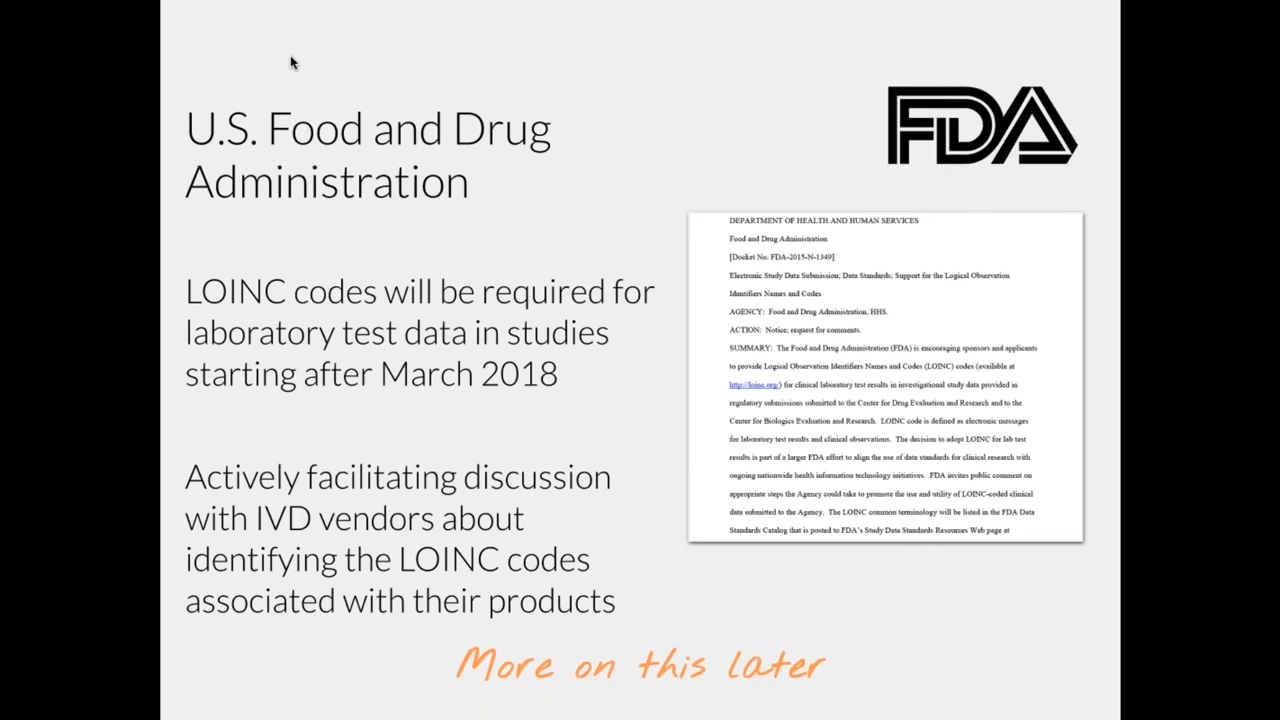 U.S. Food and Drug
Administration
FDA
LOINC codes will be required for
laboratory test data in studies
starting after March 2018
Actively facilitating discussion
with IVD vendors about
identifying the LOINC codes
associated with their products
DEPARTMENT OF HEALTH AND HUMAN SERVICES
Food and Drug Administration
[Docket No. FDA-2015-N-1349]
Electronic Study Data Submission; Data Standards; Support for the Logical Observation
Identifiers Names and Codes
AGENCY: Food and Drug Administration, HHS.
ACTION: Notice; request for comments.
SUMMARY: The Food and Drug Administration (FDA) is encouraging sponsors and applicants
to provide Logical Observation Identifiers Names and Codes (LOINC) codes (available at
http://loinc.org/) for clinical laboratory test results in investigational study data provided in
regulatory submissions submitted to the Center for Drug Evaluation and Research and to the
Center for Biologics Evaluation and Research. LOINC code is defined as electronic messages
for laboratory test results and clinical observations. The decision to adopt LOINC for lab test
results is part of a larger FDA effort to align the use of data standards for clinical research with
ongoing nationwide health information technology initiatives. FDA invites public comment on
appropriate steps the Agency could take to promote the use and utility of LOINC-coded clinical
data submitted to the Agency. The LOINC common terminology will be listed in the FDA Data
Standards Catalog that is posted to FDA's Study Data Standards Resources Web page at
More on this later